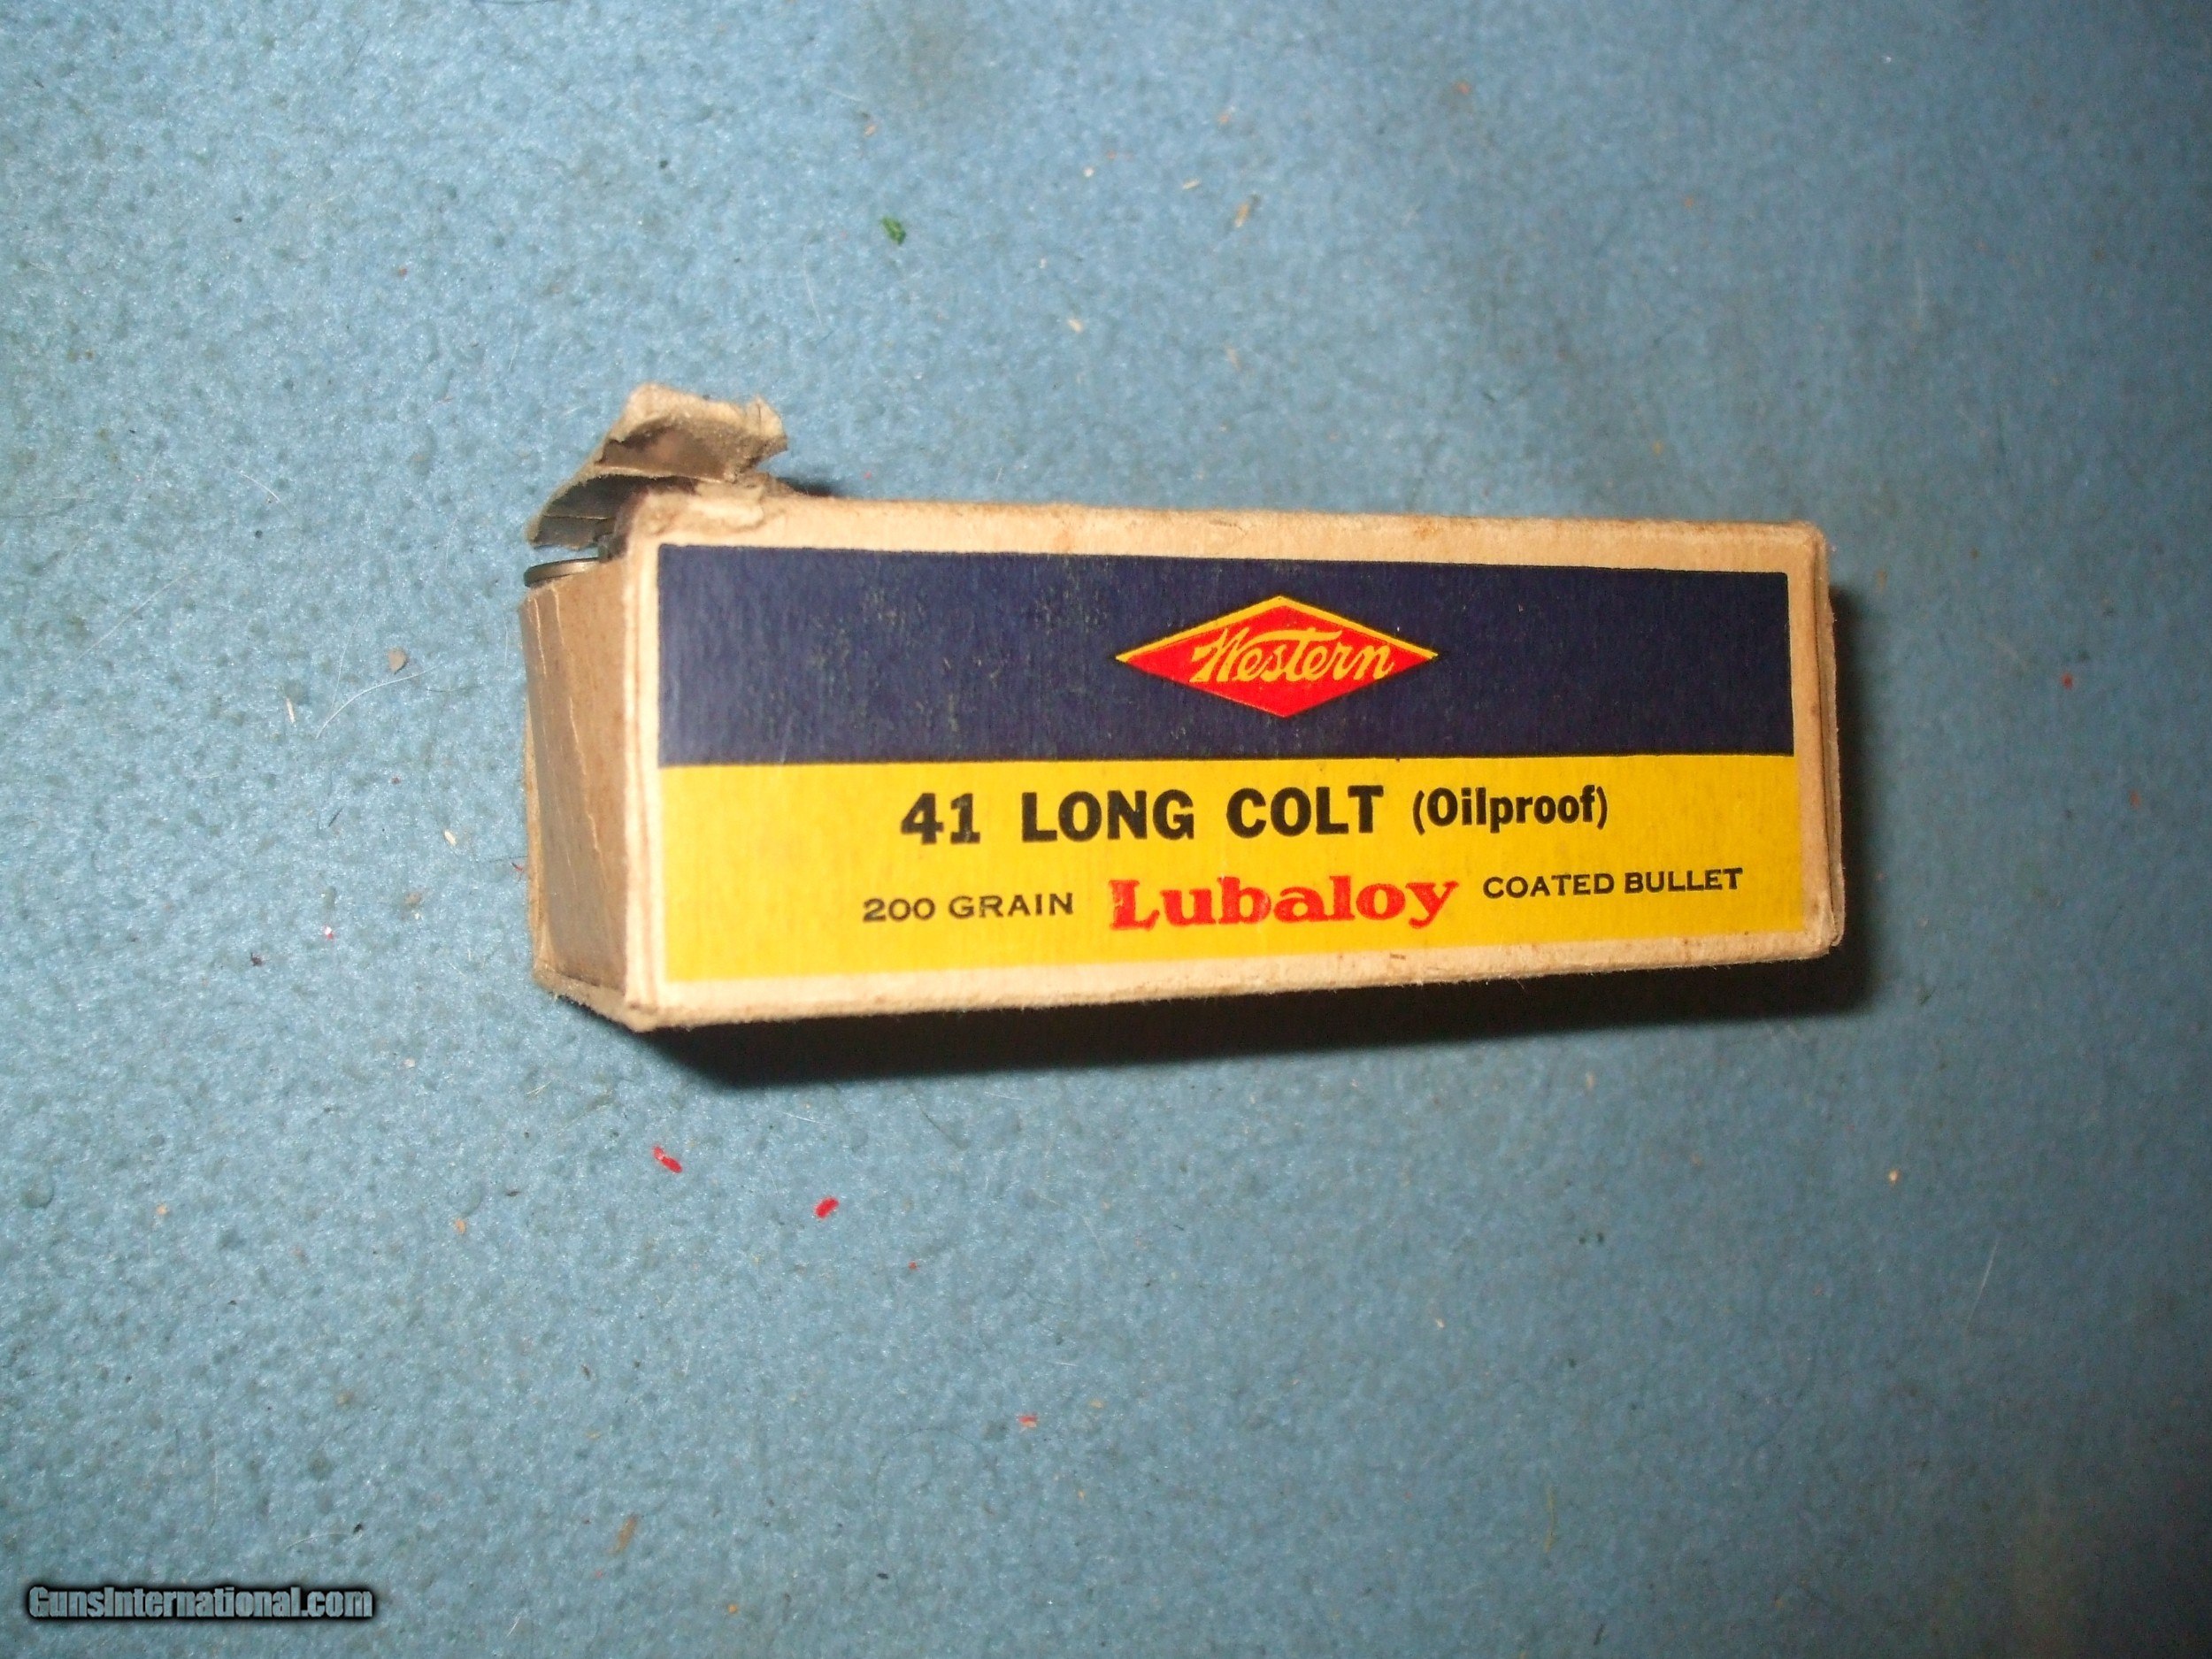 Western
41 LONG COLT (Oilproof)
200 GRAIN Lubaloy COATED BULLET
GunsInternational.com